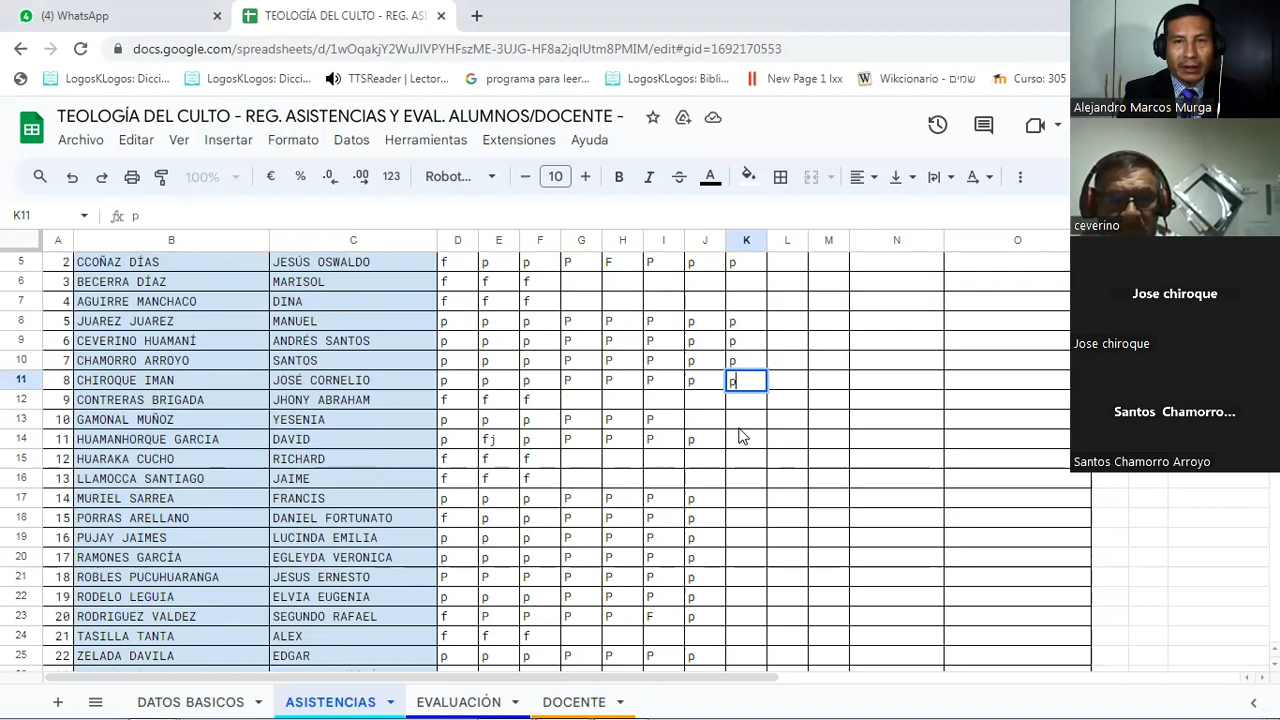 (4) WhatsApp
TEOLOGÍA DEL CULTO - REG. ASI
docs.google.com/spreadsheets/d/1wOqakjY2WuJIVPYHFszME-3UJG-HF8a2jqIUtm8PMIM/edit#gid=1692170553
LogosKLogos: Dicci... LogosKLogos: Dicci... TTSReader | Lector... programa para leer... LogosKLogos: Bibli... New Page 1 lxx Wikcionario - שמים Curso: 305
TEOLOGÍA DEL CULTO - REG. ASISTENCIAS Y EVAL. ALUMNOS/DOCENTE -
Archivo Editar Ver Insertar Formato Datos Herramientas Extensiones Ayuda
100% € % .0 .00 123 Robot... 10 B I A
K11 fx p
A B C D E F G H I J K L M N O
5 2 CCOÑAZ DÍAS JESÚS OSWALDO f p p P F P p p
6 3 BECERRA DÍAZ MARISOL f f f
7 4 AGUIRRE MANCHACO DINA f f f
8 5 JUAREZ JUAREZ MANUEL p p p P P P p p
9 6 CEVERINO HUAMANÍ ANDRÉS SANTOS p p p P P P p p
10 7 CHAMORRO ARROYO SANTOS p p p P P P p p
11 8 CHIROQUE IMAN JOSÉ CORNELIO p p p P P P p p
12 9 CONTRERAS BRIGADA JHONY ABRAHAM f f f
13 10 GAMONAL MUÑOZ YESENIA p p p P P P
14 11 HUAMANHORQUE GARCIA DAVID p fj p P P P p
15 12 HUARAKA CUCHO RICHARD f f f
16 13 LLAMOCCA SANTIAGO JAIME f f f
17 14 MURIEL SARREA FRANCIS p p p P P P p
18 15 PORRAS ARELLANO DANIEL FORTUNATO f p p P P P p
19 16 PUJAY JAIMES LUCINDA EMILIA p p p P P P p
20 17 RAMONES GARCÍA EGLEYDA VERONICA p p p P P P p
21 18 ROBLES PUCUHUARANGA JESUS ERNESTO p P P P P P p
22 19 RODELO LEGUIA ELVIA EUGENIA p p p P P P p
23 20 RODRIGUEZ VALDEZ SEGUNDO RAFAEL f P P P P F p
24 21 TASILLA TANTA ALEX f f f
25 22 ZELADA DAVILA EDGAR p p p P P P p
DATOS BASICOS ASISTENCIAS EVALUACIÓN DOCENTE
Alejandro Marcos Murga
ceverino
Jose chiroque
Jose chiroque
Santos Chamorro...
Santos Chamorro Arroyo